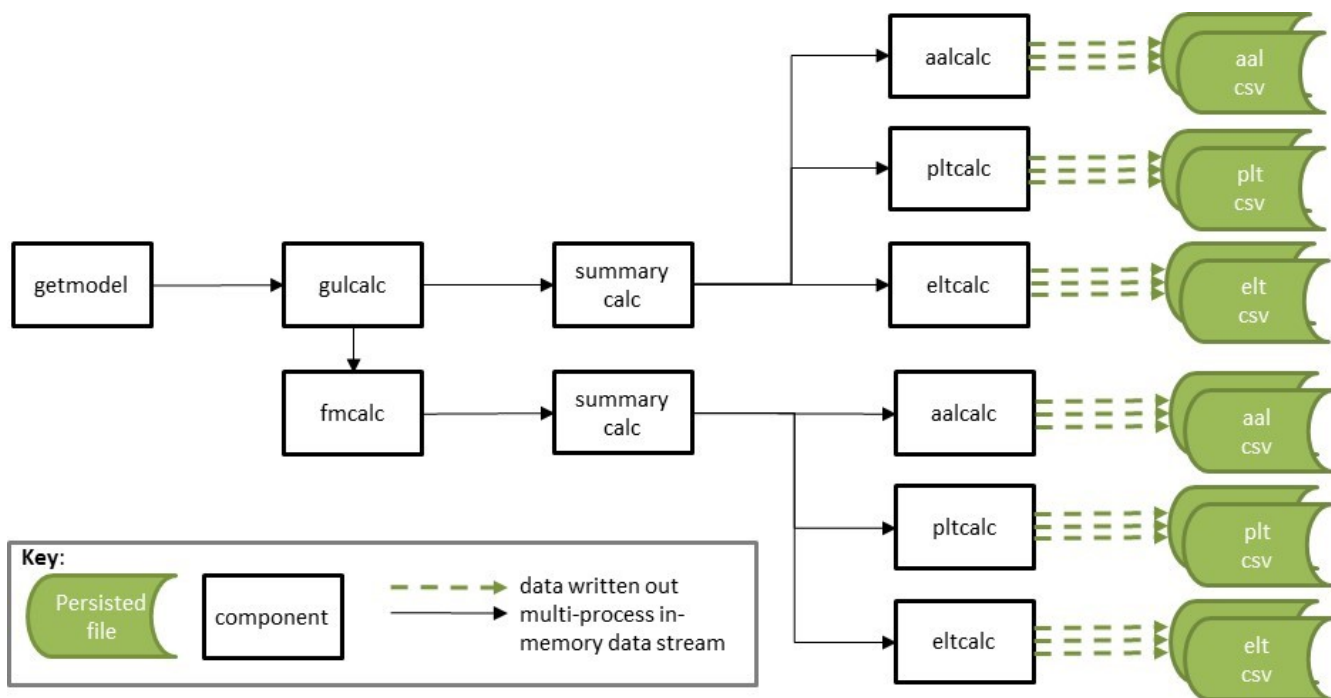 aalcalc
aal
csv
pltcalc
plt
csv
getmodel
gulcalc
summary
calc
eltcalc
elt
csv
fmcalc
summary
calc
aalcalc
aal
csv
pltcalc
plt
csv
eltcalc
elt
csv
Key:
Persisted
file
component
data written out
multi-process in-
memory data stream